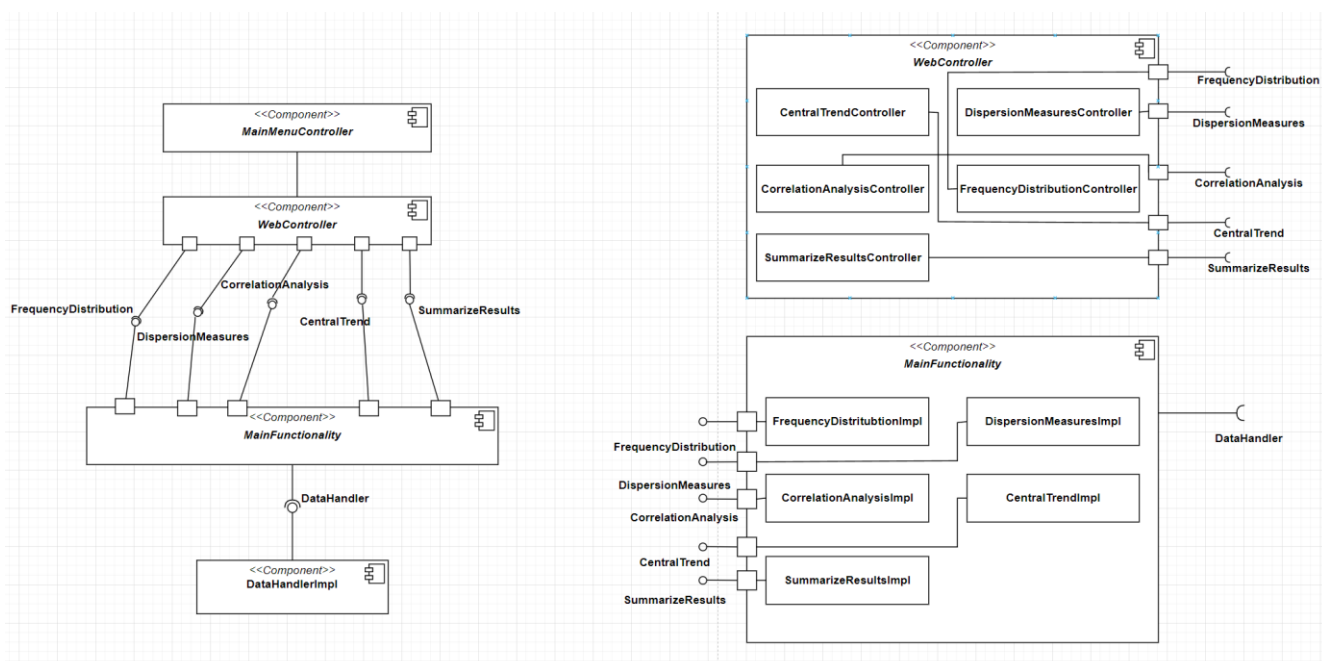 <<Component>>
MainMenuController
<<Component>>
WebController
CorrelationAnalysis
FrequencyDistribution
SummarizeResults
CentralTrend
DispersionMeasures
<<Component>>
MainFunctionality
DataHandler
<<Component>>
DataHandlerImpl
<<Component>>
WebController
FrequencyDistribution
CentralTrendController
DispersionMeasuresController
DispersionMeasures
CorrelationAnalysisController
FrequencyDistributionController
CorrelationAnalysis
CentralTrend
SummarizeResultsController
SummarizeResults
<<Component>>
MainFunctionality
FrequencyDistritubtionImpl
DispersionMeasuresImpl
DataHandler
FrequencyDistribution
DispersionMeasures
CorrelationAnalysisImpl
CentralTrendImpl
CorrelationAnalysis
CentralTrend
SummarizeResultsImpl
SummarizeResults